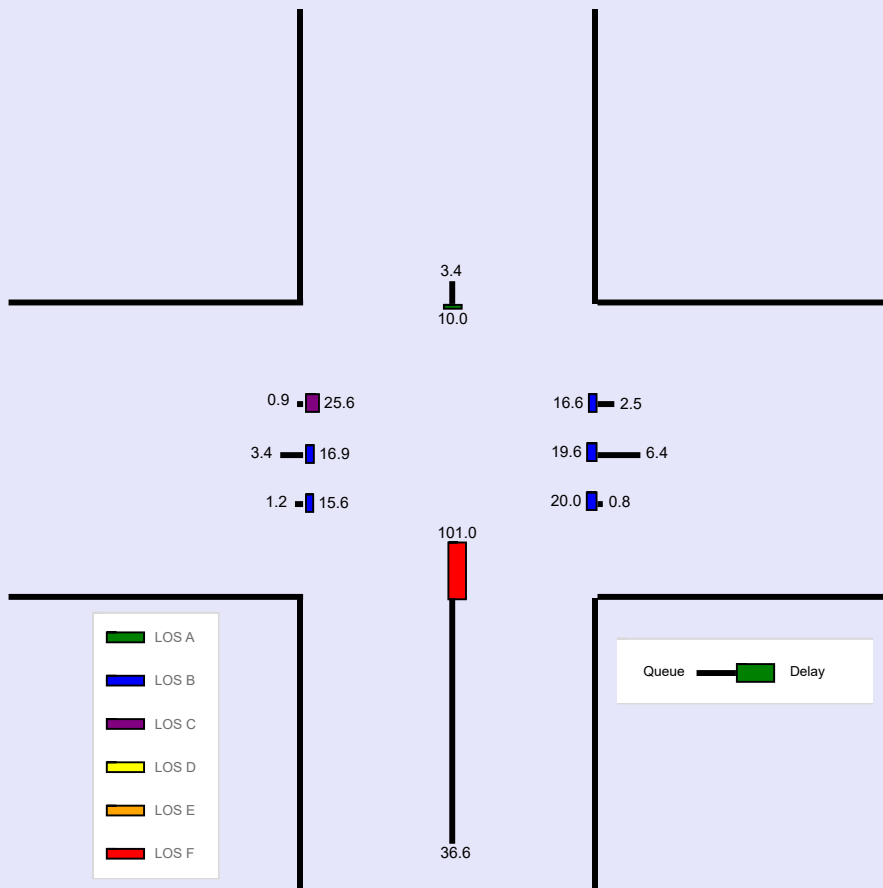 3.4
10.0
0.9 25.6 16.6 2.5
3.4 16.9 19.6 6.4
1.2 15.6 20.0 0.8
101.0
LOS A
LOS B
LOS C
LOS D
LOS E
LOS F
Queue Delay
36.6